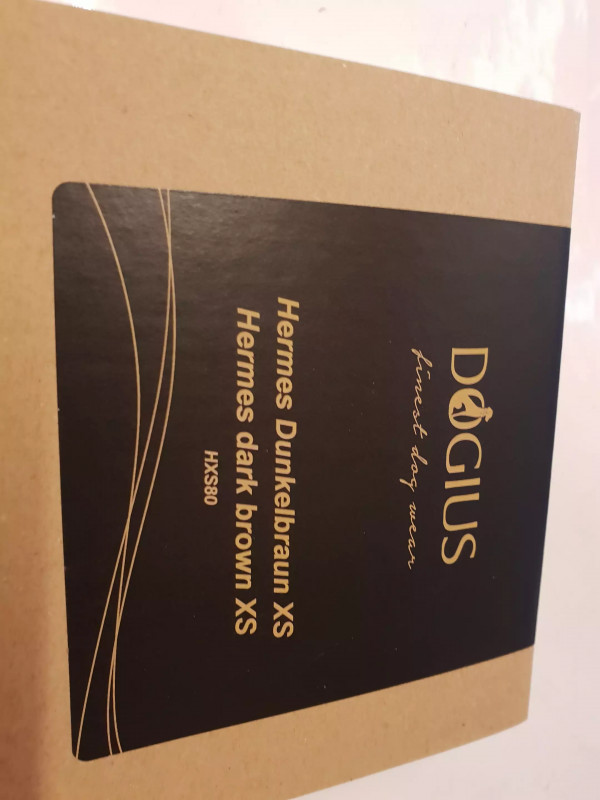 DOGIUS
finest dog wear
Hermes Dunkelbraun XS
Hermes dark brown XS
HXS80